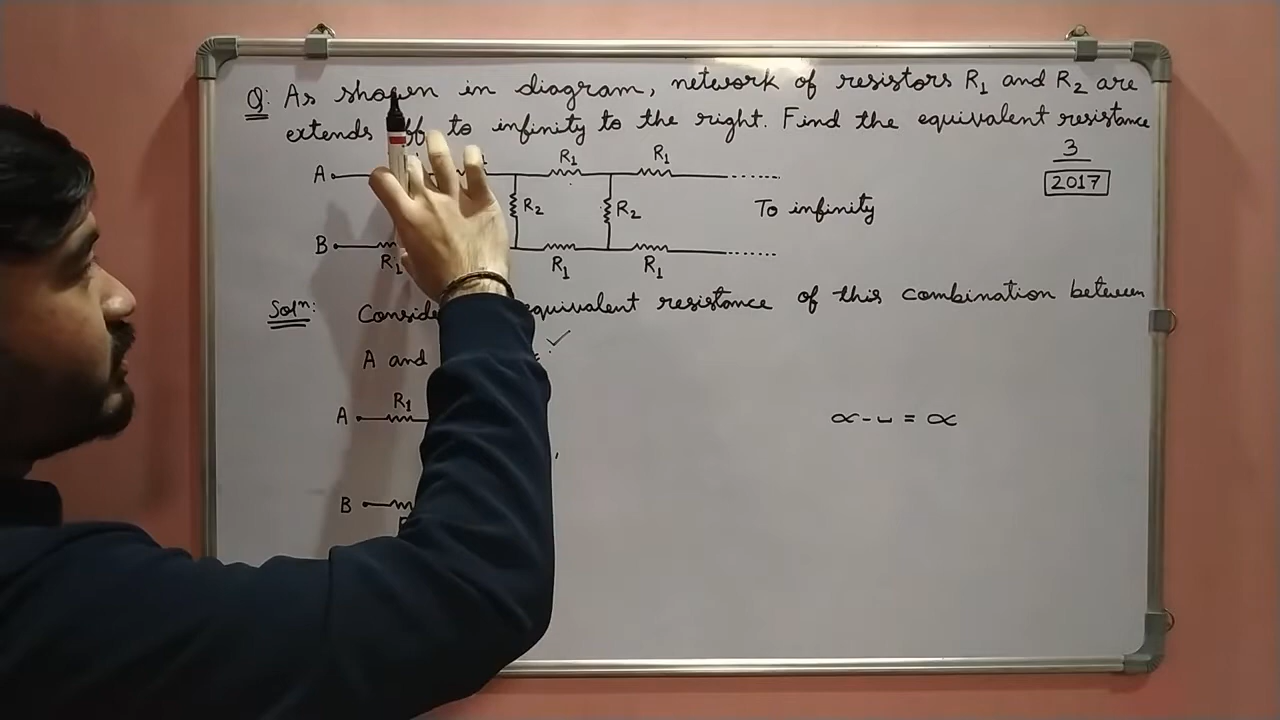 Q: As shown in diagram, network of resistors R1 and R2 are
extends off to infinity to the right. Find the equivalent resistance
3
2017
R1 R1
A
R2 R2
To infinity
B
R1 R1 R1
Solⁿ: equivalent resistance of this combination between
A and
A R1
∝ - ں = ∝
B